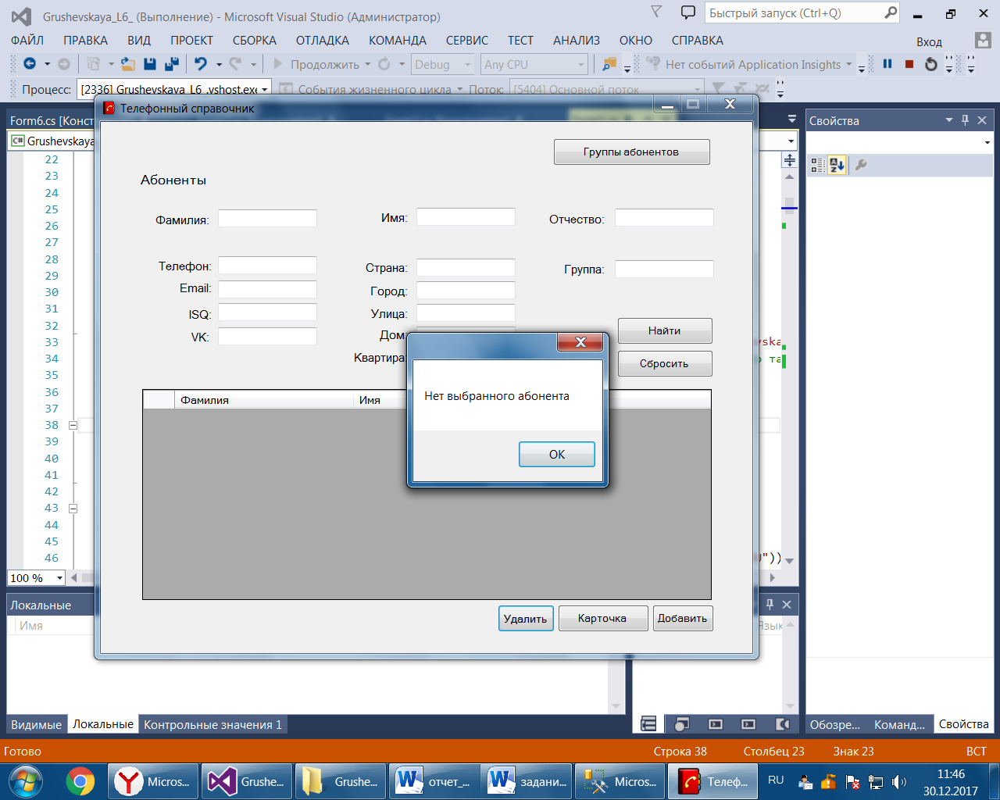 Grushevskaya_L6_ (Выполнение) - Microsoft Visual Studio (Администратор)
Быстрый запуск (Ctrl+Q)
ФАЙЛ ПРАВКА ВИД ПРОЕКТ СБОРКА ОТЛАДКА КОМАНДА СЕРВИС ТЕСТ АНАЛИЗ ОКНО СПРАВКА Вход
Продолжить Debug Any CPU Нет событий Application Insights
Процесс: [2336] Grushevskaya_L6_.vshost.exe События жизненного цикла Поток: [5404] Основной поток
Телефонный справочник
Form6.cs [Конст
Свойства
Grushevskaya
Группы абонентов
22
23
24
25
26
27
28
29
30
31
32
33
34
35
36
37
38
39
40
41
42
43
44
45
46
Абоненты
Фамилия: Имя: Отчество:
Телефон: Страна: Группа:
Email: Город:
ISQ: Улица:
VK: Дом:
Квартира:
Найти
Сбросить
vska
та
U"))
Фамилия Имя
Нет выбранного абонента
OK
Удалить Карточка Добавить
100 %
Локальные
Имя
Язык
Видимые Локальные Контрольные значения 1
Обозре... Команд... Свойства
Готово Строка 38 Столбец 23 Знак 23 ВСТ
Micros... Grushe... Grushe... отчет_... задани... Micros... Телеф... RU 11:46
30.12.2017